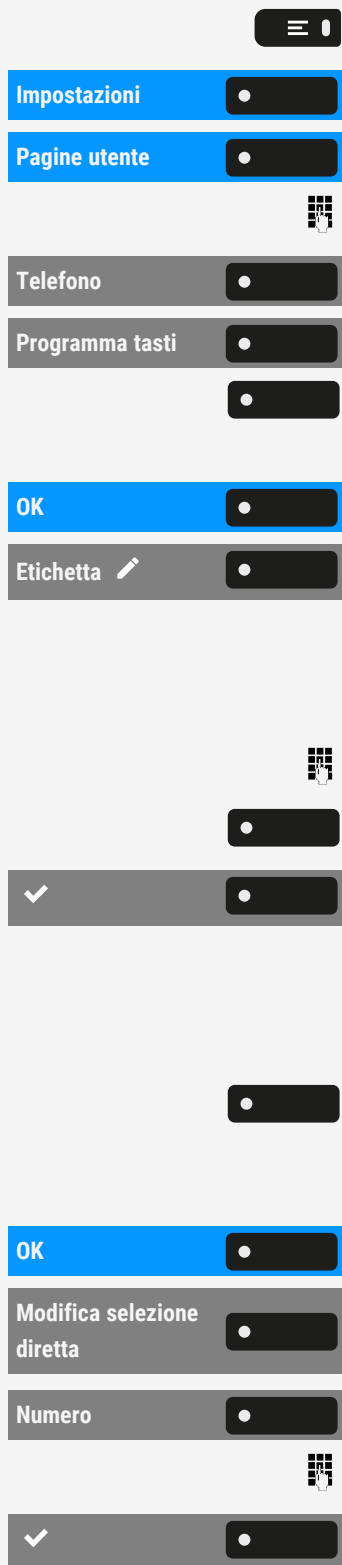 Impostazioni
Pagine utente
Telefono
Programma tasti
OK
Etichetta
OK
Modifica selezione
diretta
Numero